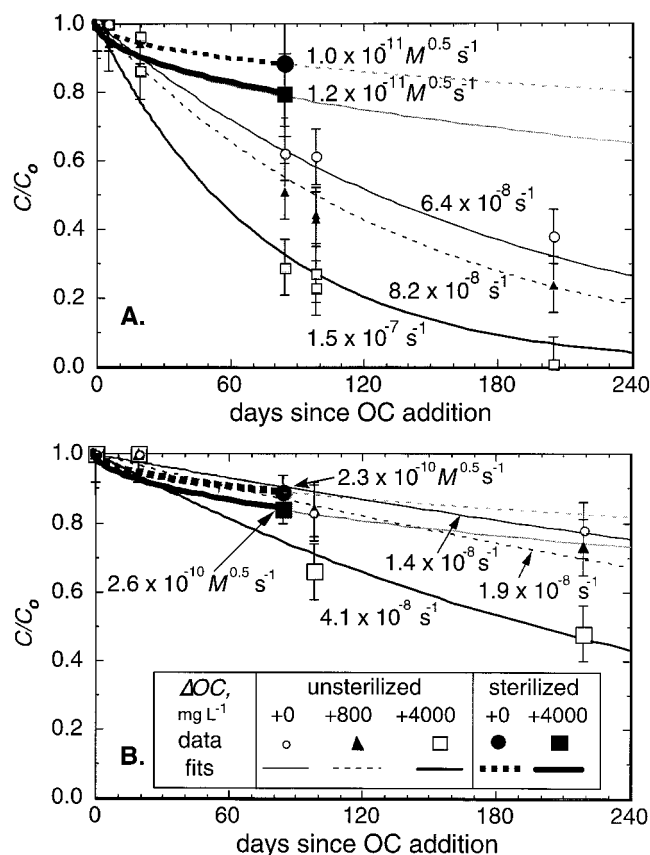 1.0
0.8
0.6
0.4
0.2
0.0
C/Co
A.
1.0 x 10-11 M0.5 s-1
1.2 x 10-11 M0.5 s-1
6.4 x 10-8 s-1
8.2 x 10-8 s-1
1.5 x 10-7 s-1
0 60 120 180 240
days since OC addition
1.0
0.8
0.6
0.4
0.2
0.0
C/Co
B.
2.3 x 10-10 M0.5 s-1
1.4 x 10-8 s-1
1.9 x 10-8 s-1
2.6 x 10-10 M0.5 s-1
4.1 x 10-8 s-1
ΔOC, unsterilized sterilized
mg L-1 +0 +800 +4000 +0 +4000
data
fits
0 60 120 180 240
days since OC addition